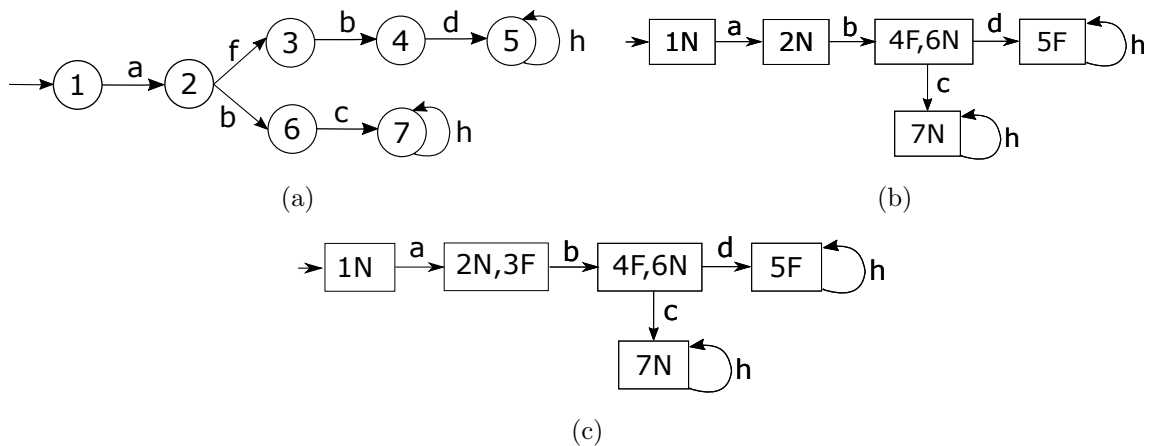 1 a 2 f 3 b 4 d 5 h
b 6 c 7 h
(a)
1N a 2N b 4F,6N d 5F h
c
7N h
(b)
1N a 2N,3F b 4F,6N d 5F h
c
7N h
(c)